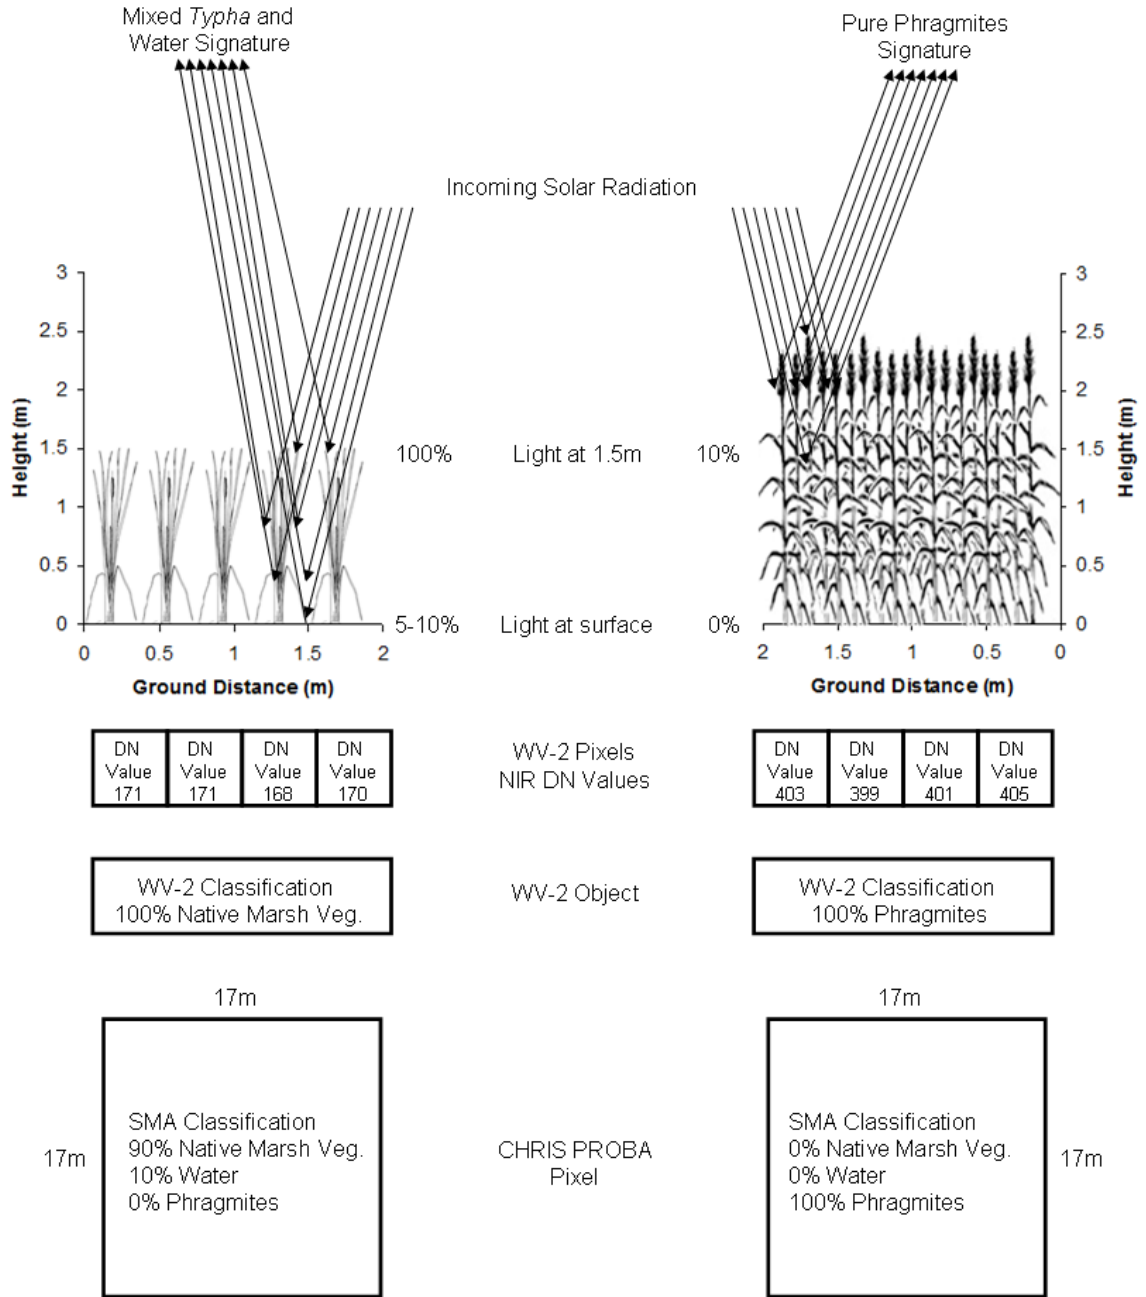 Mixed Typha and
Water Signature
Pure Phragmites
Signature
Incoming Solar Radiation
3
2.5
2
1.5
1
0.5
0
Height (m)
0 0.5 1 1.5 2
Ground Distance (m)
100% Light at 1.5m 10%
5-10% Light at surface 0%
3
2.5
2
1.5
1
0.5
0
Height (m)
2 1.5 1 0.5 0
Ground Distance (m)
DN
Value
171
DN
Value
171
DN
Value
168
DN
Value
170
WV-2 Pixels
NIR DN Values
DN
Value
403
DN
Value
399
DN
Value
401
DN
Value
405
WV-2 Classification
100% Native Marsh Veg.
WV-2 Object
WV-2 Classification
100% Phragmites
17m
17m
SMA Classification
90% Native Marsh Veg.
10% Water
0% Phragmites
CHRIS PROBA
Pixel
17m
SMA Classification
0% Native Marsh Veg.
0% Water
100% Phragmites
17m